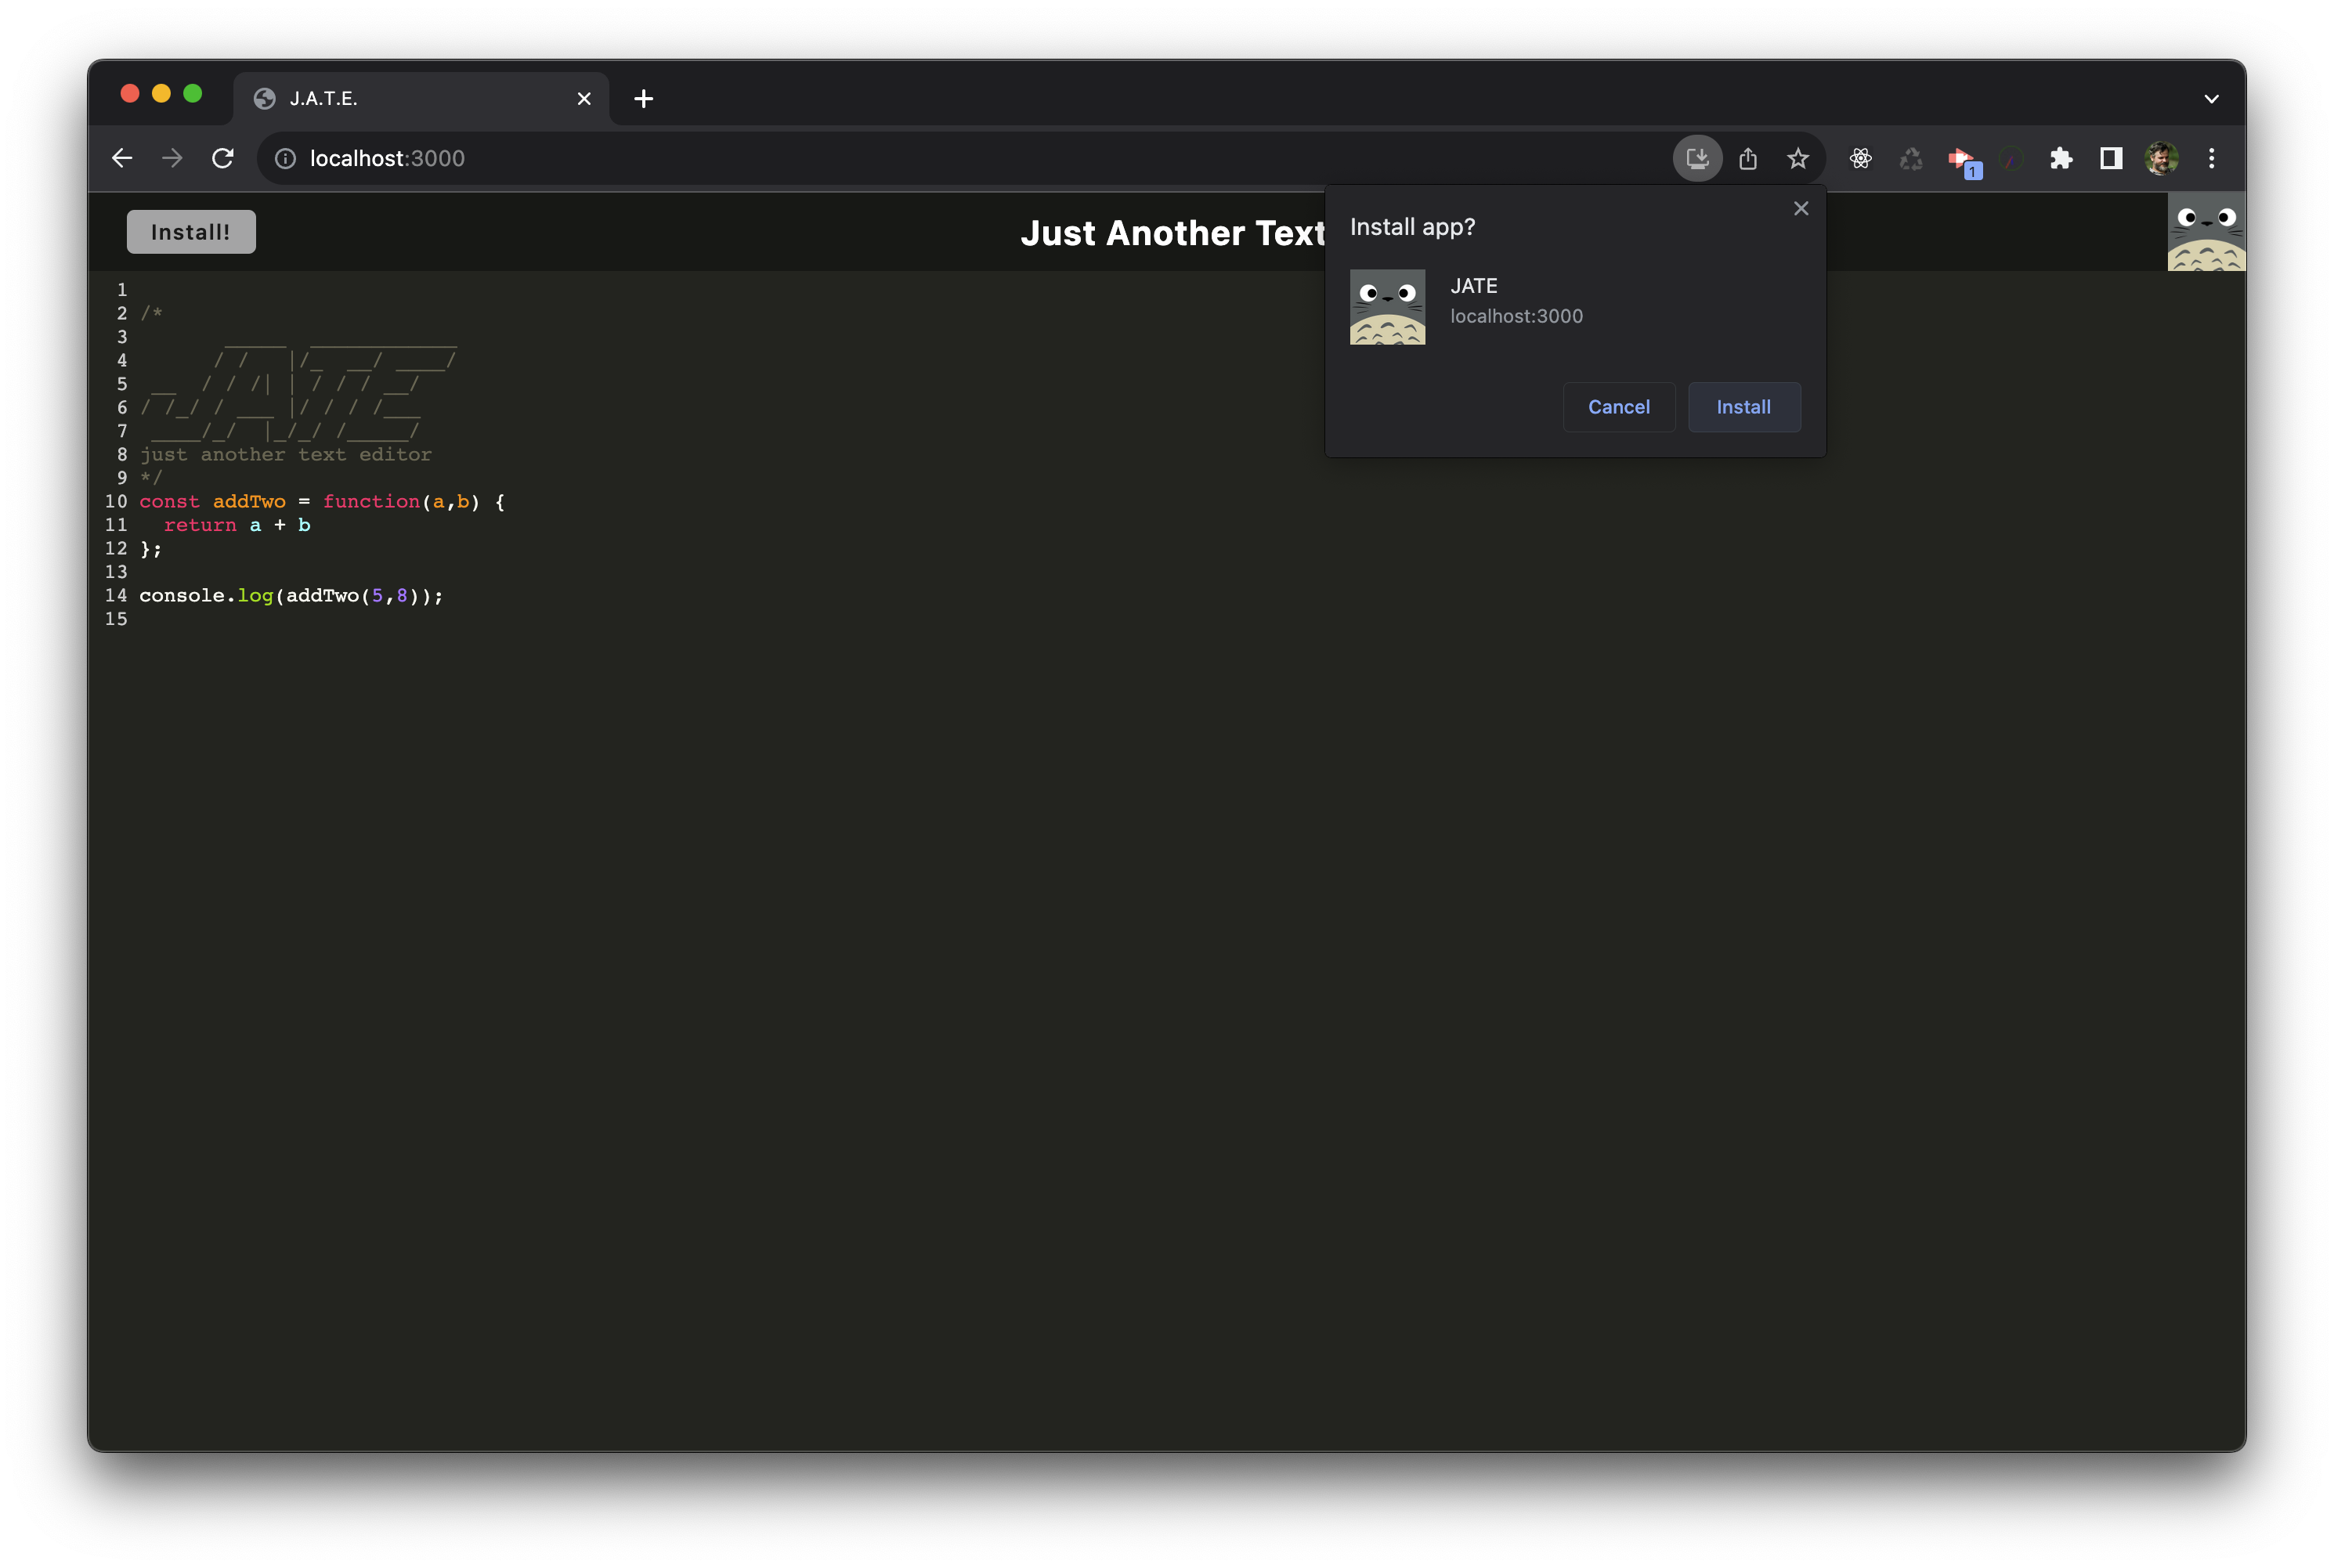 J.A.T.E.
localhost:3000
1
Install!
Just Another Text
Install app?
JATE
localhost:3000
Cancel
Install
1
2 /*
3       _____  ____________
4      / /   |/_  __/ ____/
5 __  / / /| | / / / __/
6 / /_/ / ___ |/ / / /___
7 ____/_/  |_/_/ /_____/
8 just another text editor
9 */
10 const addTwo = function(a,b) {
11   return a + b
12 };
13
14 console.log(addTwo(5,8));
15